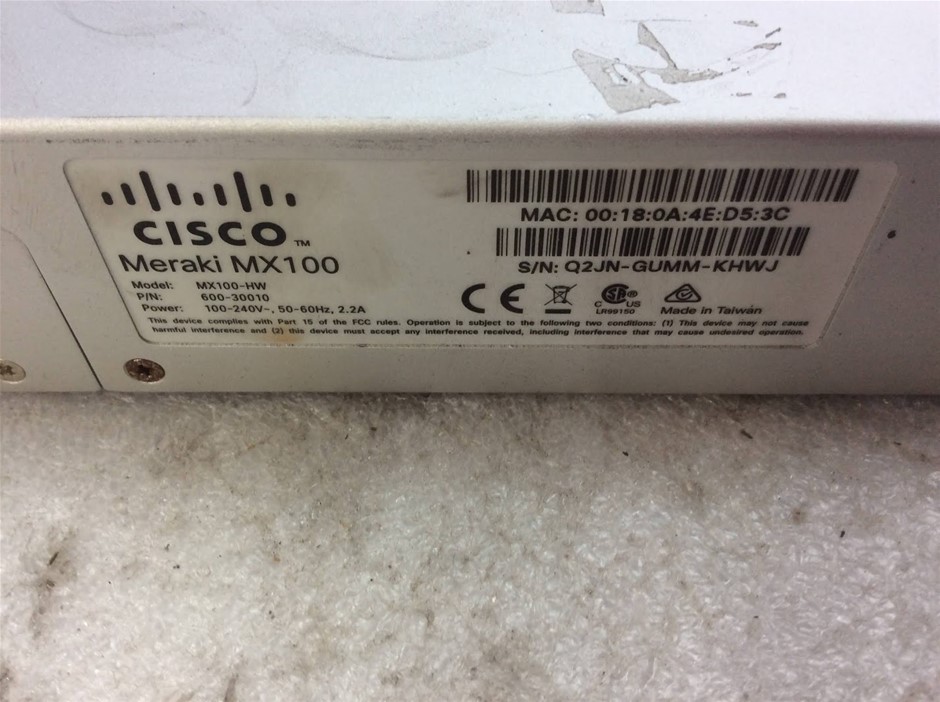 CISCO™
Meraki MX100
Model: MX100-HW
P/N: 600-30010
Power: 100-240V~, 50-60Hz, 2.2A
MAC: 00:18:0A:4E:D5:3C
S/N: Q2JN-GUMM-KHWJ
CE
C SA® US
LR99150
Made in Taiwan
This device complies with Part 15 of the FCC rules. Operation is subject to the following two conditions: (1) This device may not cause
harmful interference and (2) this device must accept any interference received, including interference that may cause undesired operation.